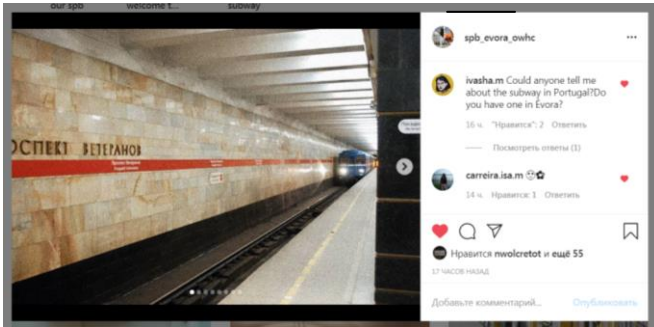 our spb
welcome t...
subway
ОСПЕКТ ВЕТЕРАНОВ
spb_evora_owhc
ivasha.m Could anyone tell me
about the subway in Portugal?Do
you have one in Évora?
16 ч. "Нравится": 2 Ответить
Посмотреть ответы (1)
carreira.isa.m
14 ч. Нравится: 1 Ответить
Нравится nwolcretot и ещё 55
17 ЧАСОВ НАЗАД
Добавьте комментарий...
Опубликовать